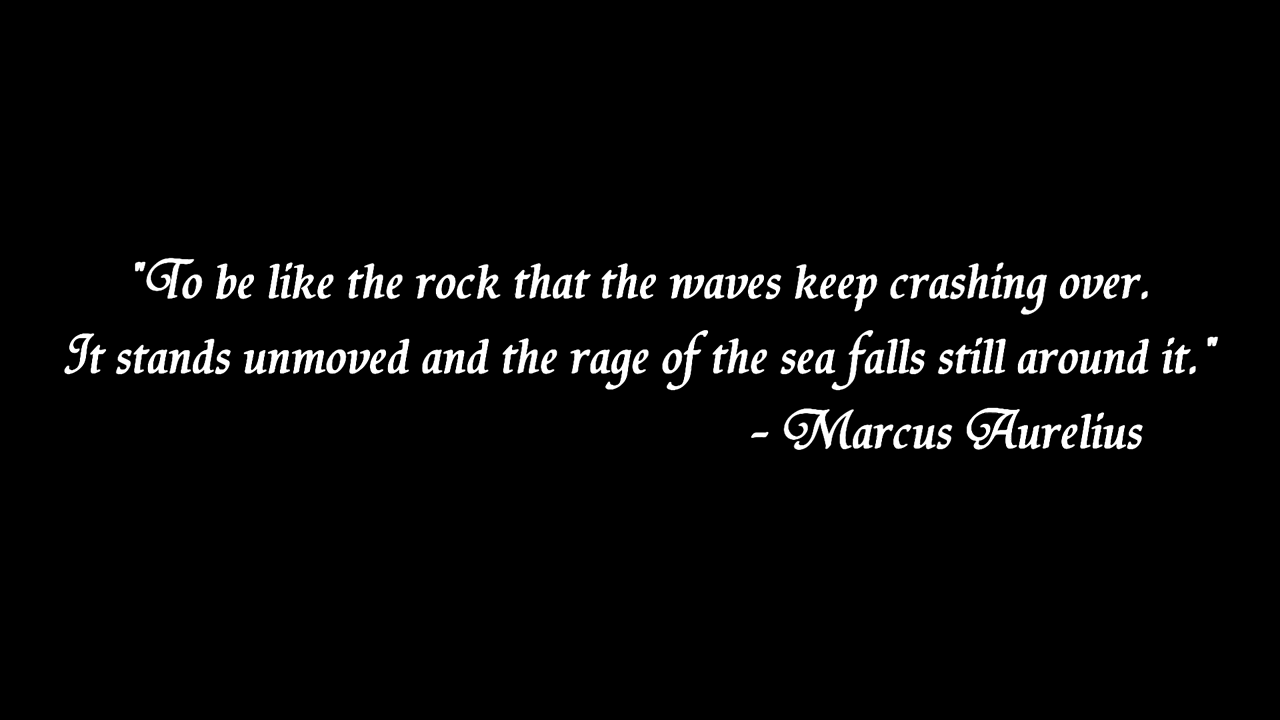 "To be like the rock that the waves keep crashing over.
It stands unmoved and the rage of the sea falls still around it."
- Marcus Aurelius